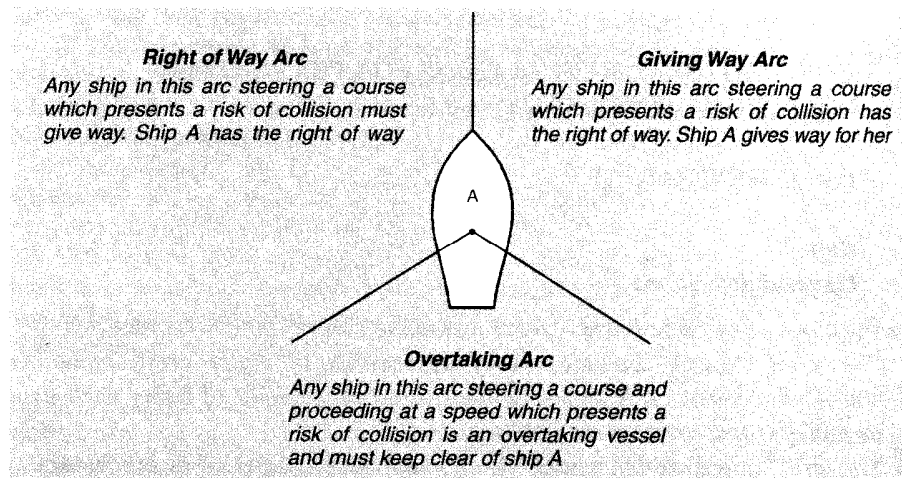 Right of Way Arc
Any ship in this arc steering a course
which presents a risk of collision must
give way. Ship A has the right of way
Giving Way Arc
Any ship in this arc steering a course
which presents a risk of collision has
the right of way. Ship A gives way for her
A
Overtaking Arc
Any ship in this arc steering a course and
proceeding at a speed which presents a
risk of collision is an overtaking vessel
and must keep clear of ship A